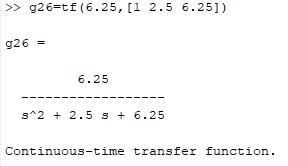 >> g26=tf(6.25,[1 2.5 6.25])
g26 =
6.25
------------------
s^2 + 2.5 s + 6.25
Continuous-time transfer function.